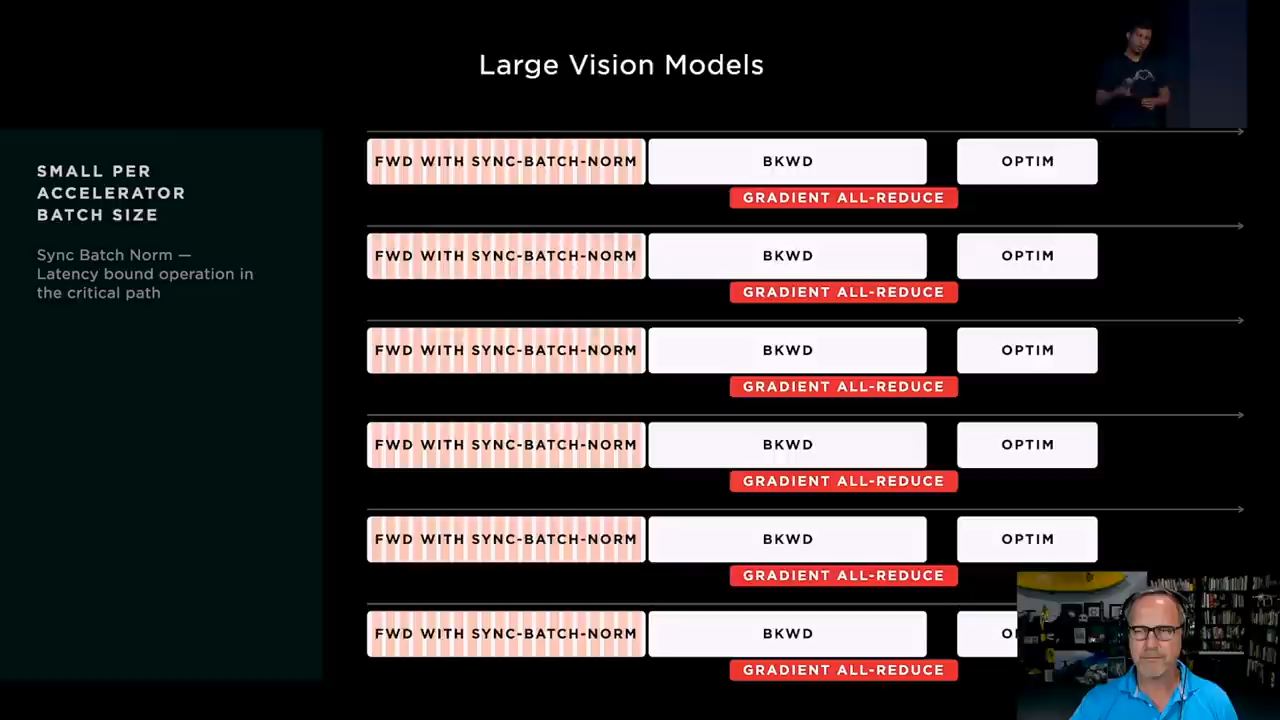 Large Vision Models
SMALL PER
ACCELERATOR
BATCH SIZE
Sync Batch Norm —
Latency bound operation in
the critical path
FWD WITH SYNC-BATCH-NORM BKWD OPTIM
GRADIENT ALL-REDUCE
FWD WITH SYNC-BATCH-NORM BKWD OPTIM
GRADIENT ALL-REDUCE
FWD WITH SYNC-BATCH-NORM BKWD OPTIM
GRADIENT ALL-REDUCE
FWD WITH SYNC-BATCH-NORM BKWD OPTIM
GRADIENT ALL-REDUCE
FWD WITH SYNC-BATCH-NORM BKWD OPTIM
GRADIENT ALL-REDUCE
FWD WITH SYNC-BATCH-NORM BKWD
GRADIENT ALL-REDUCE